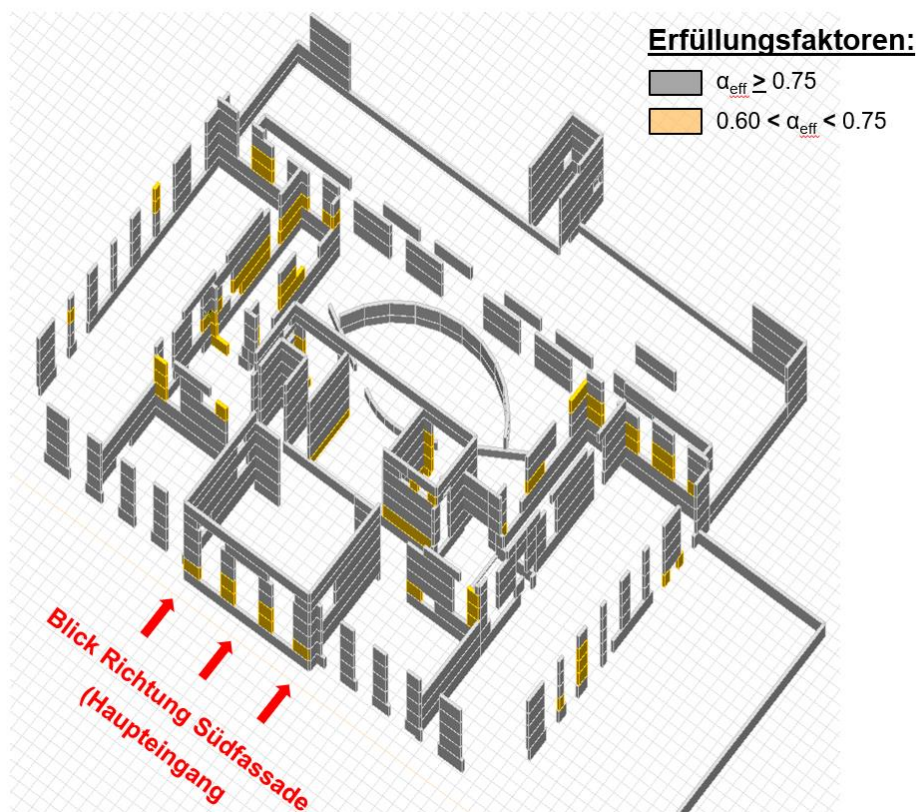 Erfüllungsfaktoren:
αeff ≥ 0.75
0.60 < αeff < 0.75
Blick Richtung Südfassade
(Haupteingang